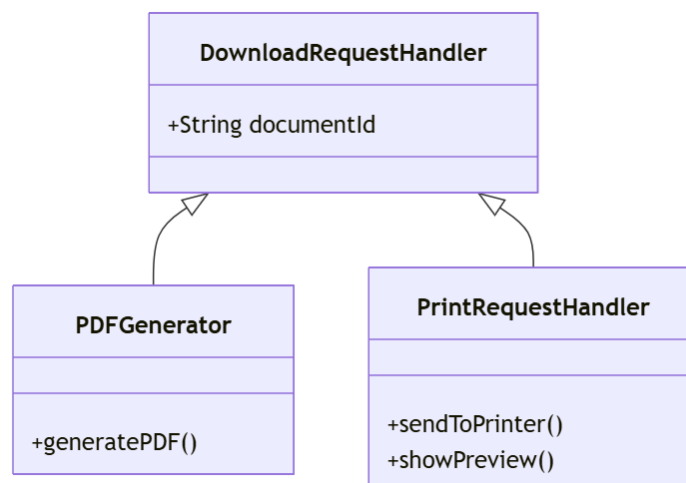 DownloadRequestHandler
+String documentId
PDFGenerator
+generatePDF()
PrintRequestHandler
+sendToPrinter()
+showPreview()